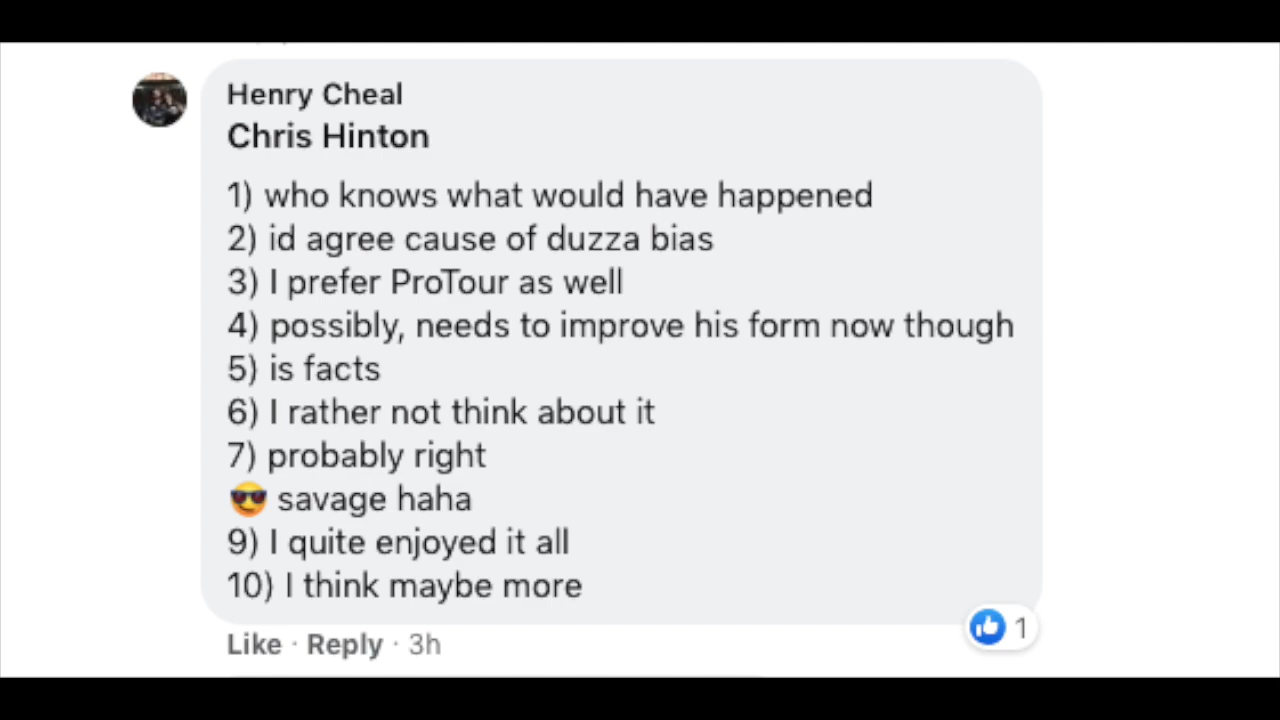 Henry Cheal
Chris Hinton
1) who knows what would have happened
2) id agree cause of duzza bias
3) I prefer ProTour as well
4) possibly, needs to improve his form now though
5) is facts
6) I rather not think about it
7) probably right
😎 savage haha
9) I quite enjoyed it all
10) I think maybe more
Like · Reply · 3h
1